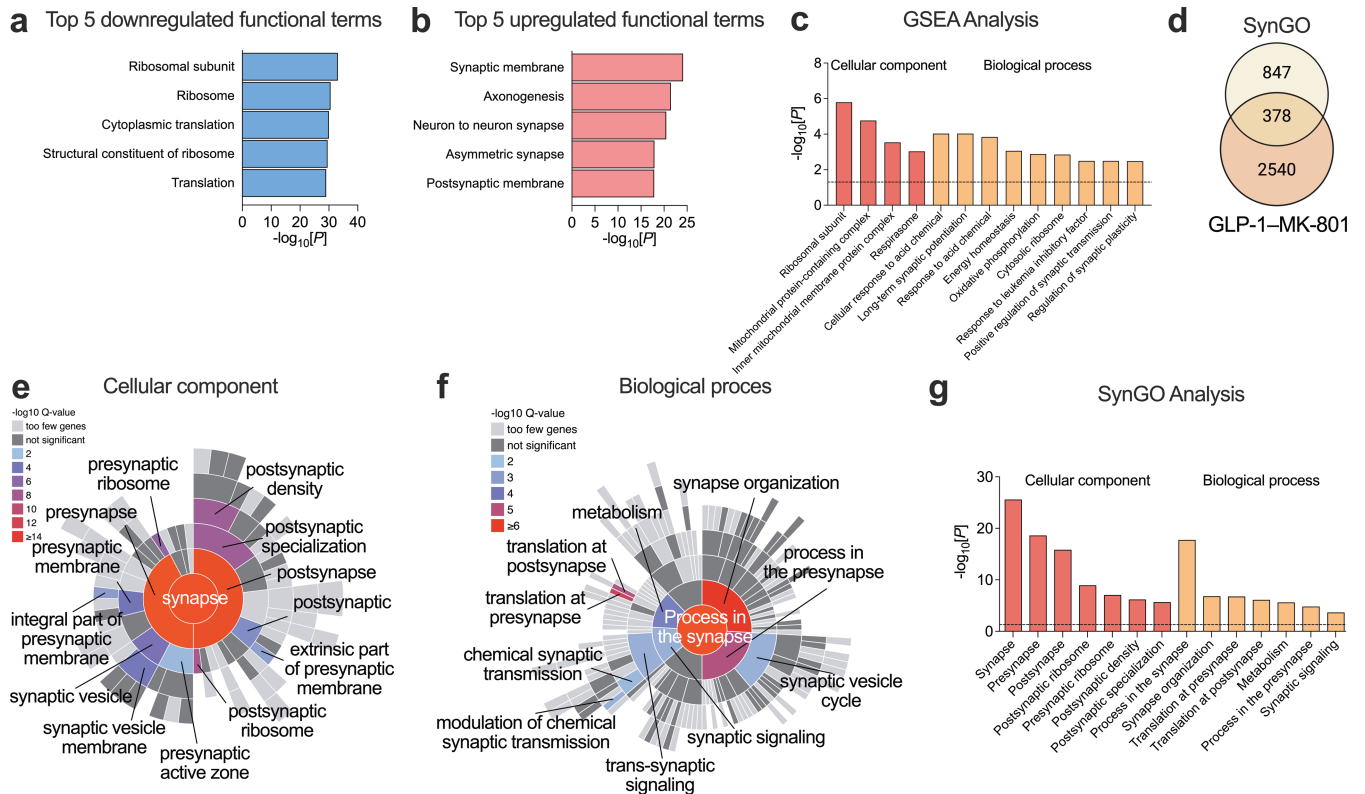 a Top 5 downregulated functional terms
Ribosomal subunit
Ribosome
Cytoplasmic translation
Structural constituent of ribosome
Translation
0 10 20 30 40
-log10[P]
b Top 5 upregulated functional terms
Synaptic membrane
Axonogenesis
Neuron to neuron synapse
Asymmetric synapse
Postsynaptic membrane
0 5 10 15 20 25
-log10[P]
c GSEA Analysis
Cellular component Biological process
-log10[P]
8
6
4
2
0
Ribosomal subunit
Mitochondrial protein-containing complex
Inner mitochondrial membrane protein complex
Respirasome
Cellular response to acid chemical
Long-term synaptic potentiation
Response to acid chemical
Energy homeostasis
Oxidative phosphorylation
Cytosolic ribosome
Response to leukemia inhibitory factor
Positive regulation of synaptic transmission
Regulation of synaptic plasticity
d SynGO
847
378
2540
GLP-1–MK-801
e Cellular component
-log10 Q-value
too few genes
not significant
2
4
6
8
10
12
≥14
presynaptic
ribosome
presynapse
presynaptic
membrane
integral part of
presynaptic
membrane
synaptic vesicle
synaptic vesicle
membrane
presynaptic
active zone
postsynaptic
ribosome
extrinsic part
of presynaptic
membrane
postsynaptic
postsynapse
postsynaptic
specialization
postsynaptic
density
synapse
f Biological proces
-log10 Q-value
too few genes
not significant
2
3
4
5
≥6
synapse organization
metabolism
translation at
postsynapse
translation at
presynapse
chemical synaptic
transmission
modulation of chemical
synaptic transmission
trans-synaptic
signaling
synaptic signaling
synaptic vesicle
cycle
process in
the presynapse
Process in
the synapse
g SynGO Analysis
Cellular component Biological process
-log10[P]
30
20
10
0
Synapse
Presynapse
Postsynapse
Postsynaptic ribosome
Presynaptic ribosome
Postsynaptic density
Postsynaptic specialization
Process in the synapse
Synapse organization
Translation at presynapse
Translation at postsynapse
Metabolism
Process in the presynapse
Synaptic signaling